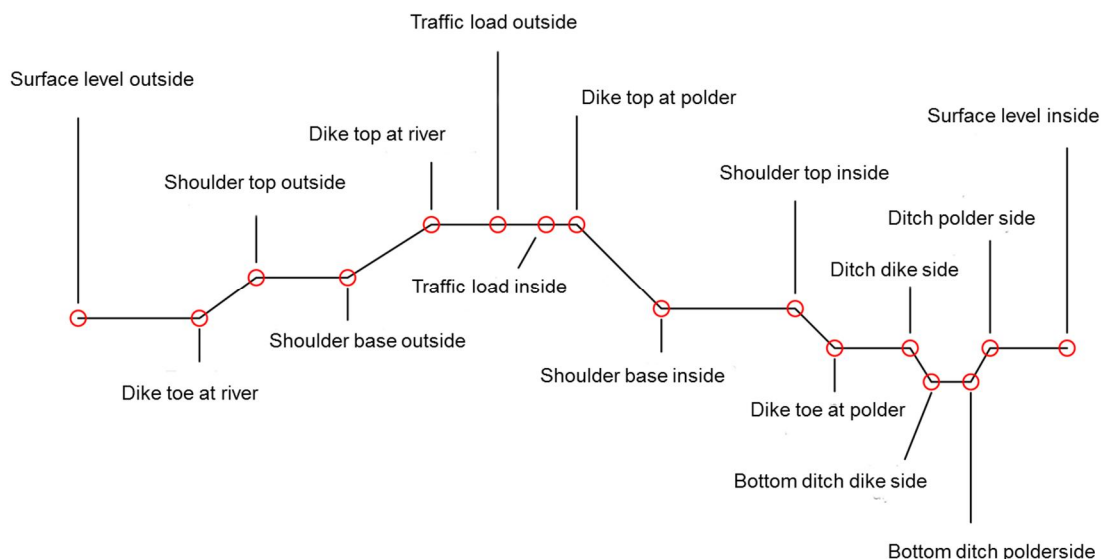 Traffic load outside
Surface level outside
Dike top at polder
Surface level inside
Dike top at river
Shoulder top outside
Shoulder top inside
Ditch polder side
Ditch dike side
Traffic load inside
Shoulder base outside
Shoulder base inside
Dike toe at river
Dike toe at polder
Bottom ditch dike side
Bottom ditch polderside